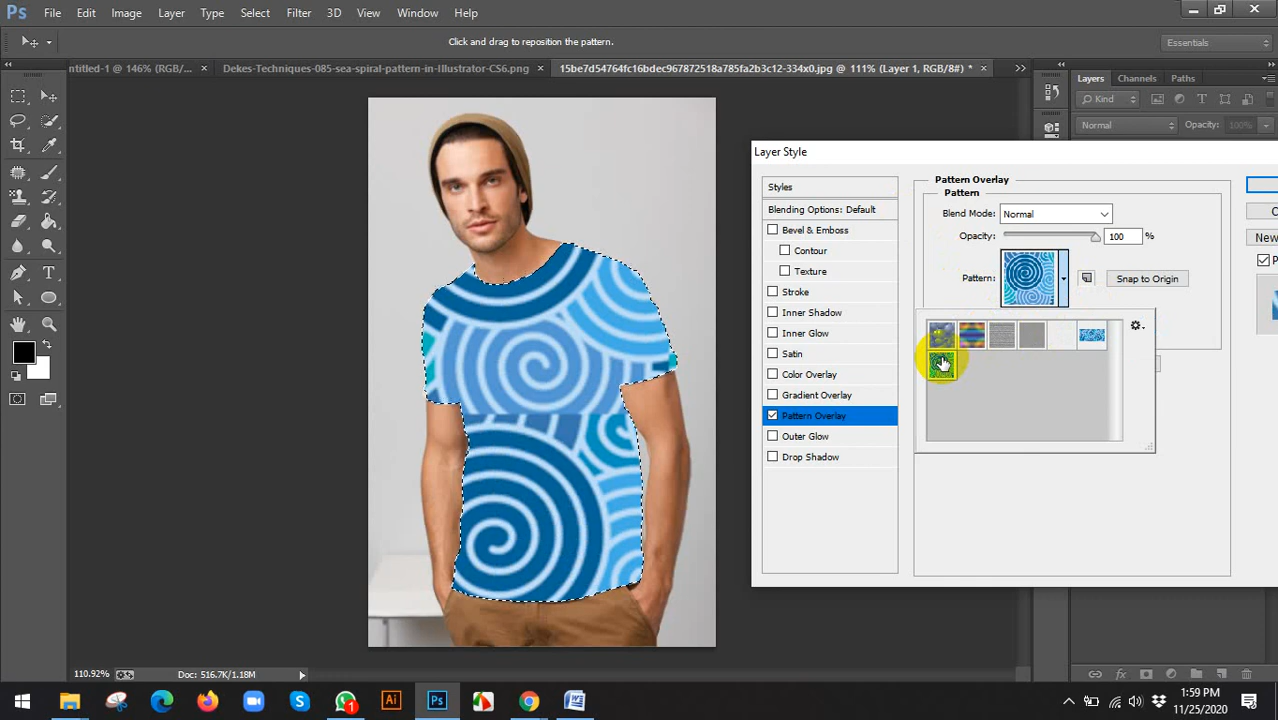 Ps File Edit Image Layer Type Select Filter 3D View Window Help
Click and drag to reposition the pattern.
Essentials
ntitled-1 @ 146% (RGB/... × Dekes-Techniques-085-sea-spiral-pattern-in-Illustrator-CS6.png × 15be7d54764fc16bdec967872518a785fa2b3c12-334x0.jpg @ 111% (Layer 1, RGB/8#) * ×
Layers Channels Paths
Kind
Normal Opacity: 100%
Layer Style
Styles
Blending Options: Default
Bevel & Emboss
Contour
Texture
Stroke
Inner Shadow
Inner Glow
Satin
Color Overlay
Gradient Overlay
Pattern Overlay
Outer Glow
Drop Shadow
Pattern Overlay
Pattern
Blend Mode: Normal
Opacity: 100 %
Pattern: Snap to Origin
New
110.92% Doc: 516.7K/1.18M
Ai Ps
1
1:59 PM
11/25/2020